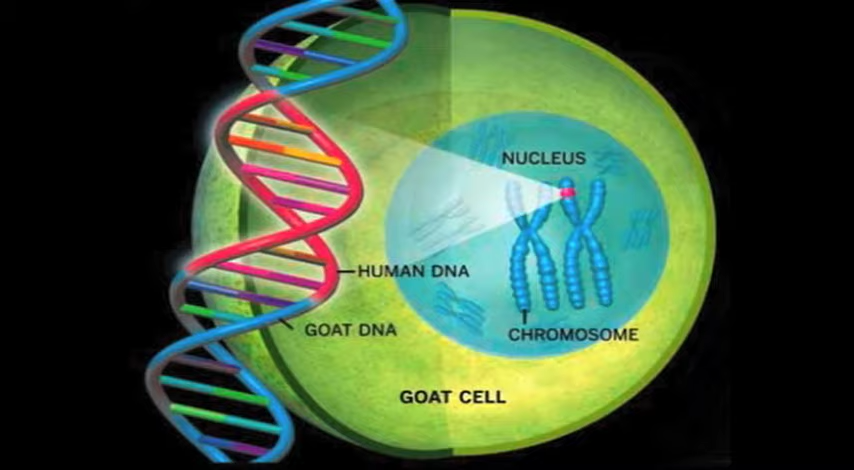 NUCLEUS
HUMAN DNA
GOAT DNA
CHROMOSOME
GOAT CELL